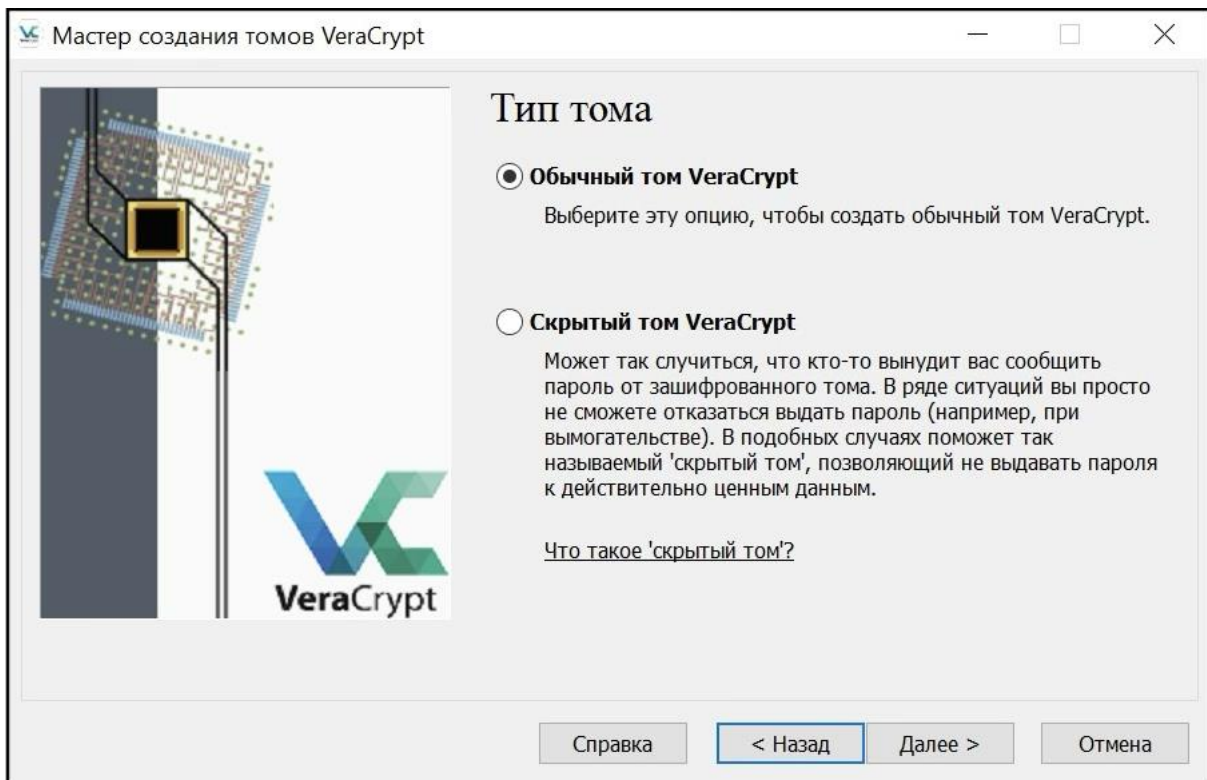 Мастер создания томов VeraCrypt
Тип тома
Обычный том VeraCrypt
Выберите эту опцию, чтобы создать обычный том VeraCrypt.
Скрытый том VeraCrypt
Может так случиться, что кто-то вынудит вас сообщить
пароль от зашифрованного тома. В ряде ситуаций вы просто
не сможете отказаться выдать пароль (например, при
вымогательстве). В подобных случаях поможет так
называемый 'скрытый том', позволяющий не выдавать пароля
к действительно ценным данным.
Что такое 'скрытый том'?
VeraCrypt
Справка
< Назад
Далее >
Отмена